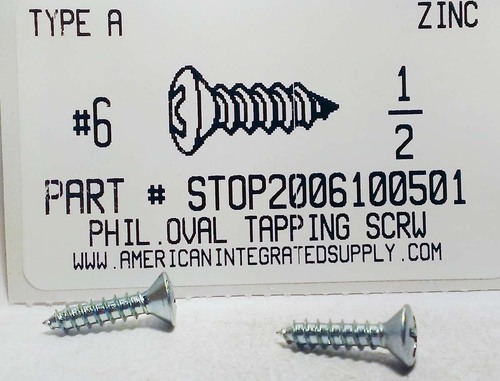 TYPE A ZINC
#6 1/2
PART # STOP2006100501
PHIL.OVAL TAPPING SCRW
WWW.AMERICANINTEGRATEDSUPPLY.COM